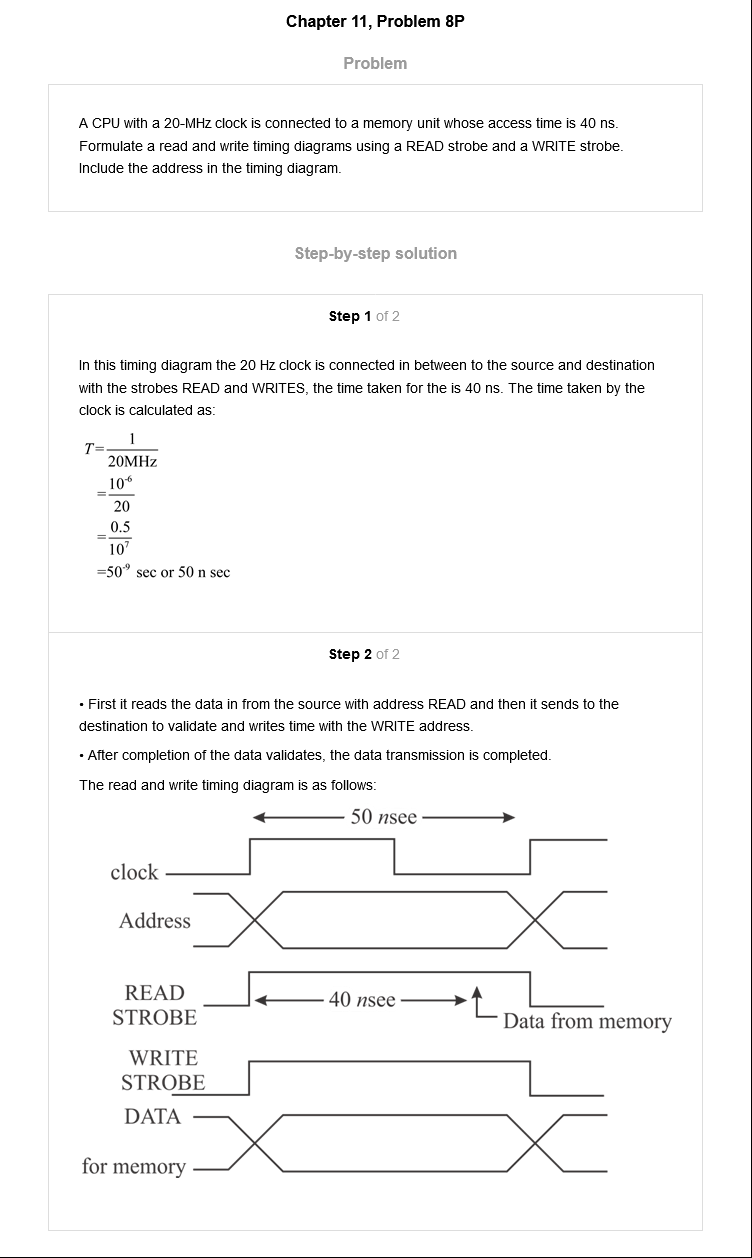 Chapter 11, Problem 8P
Problem
A CPU with a 20-MHz clock is connected to a memory unit whose access time is 40 ns.
Formulate a read and write timing diagrams using a READ strobe and a WRITE strobe.
Include the address in the timing diagram.
Step-by-step solution
Step 1 of 2
In this timing diagram the 20 Hz clock is connected in between to the source and destination
with the strobes READ and WRITES, the time taken for the is 40 ns. The time taken by the
clock is calculated as:
T=1/20MHz
=10⁻⁶/20
=0.5/10⁷
=50⁻⁹ sec or 50 n sec
Step 2 of 2
• First it reads the data in from the source with address READ and then it sends to the
destination to validate and writes time with the WRITE address.
• After completion of the data validates, the data transmission is completed.
The read and write timing diagram is as follows:
50 nsee
clock
Address
READ
STROBE
40 nsee
Data from memory
WRITE
STROBE
DATA
for memory